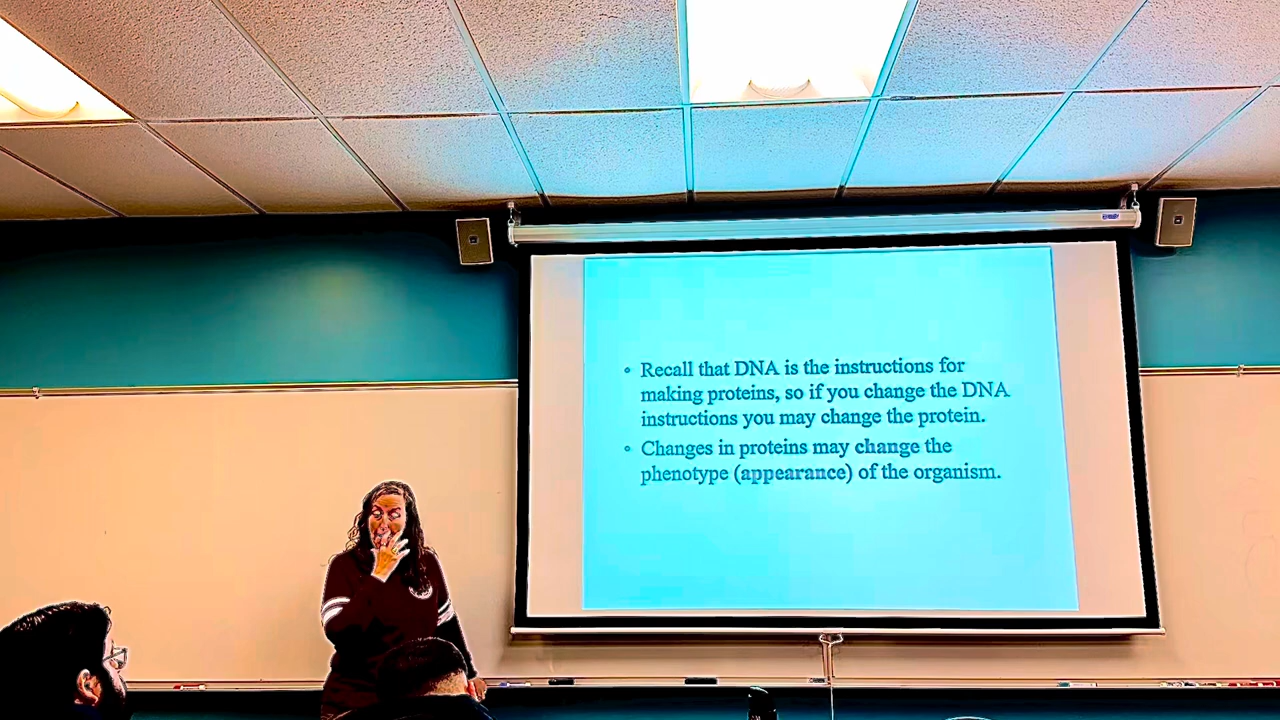 • Recall that DNA is the instructions for
making proteins, so if you change the DNA
instructions you may change the protein.
• Changes in proteins may change the
phenotype (appearance) of the organism.